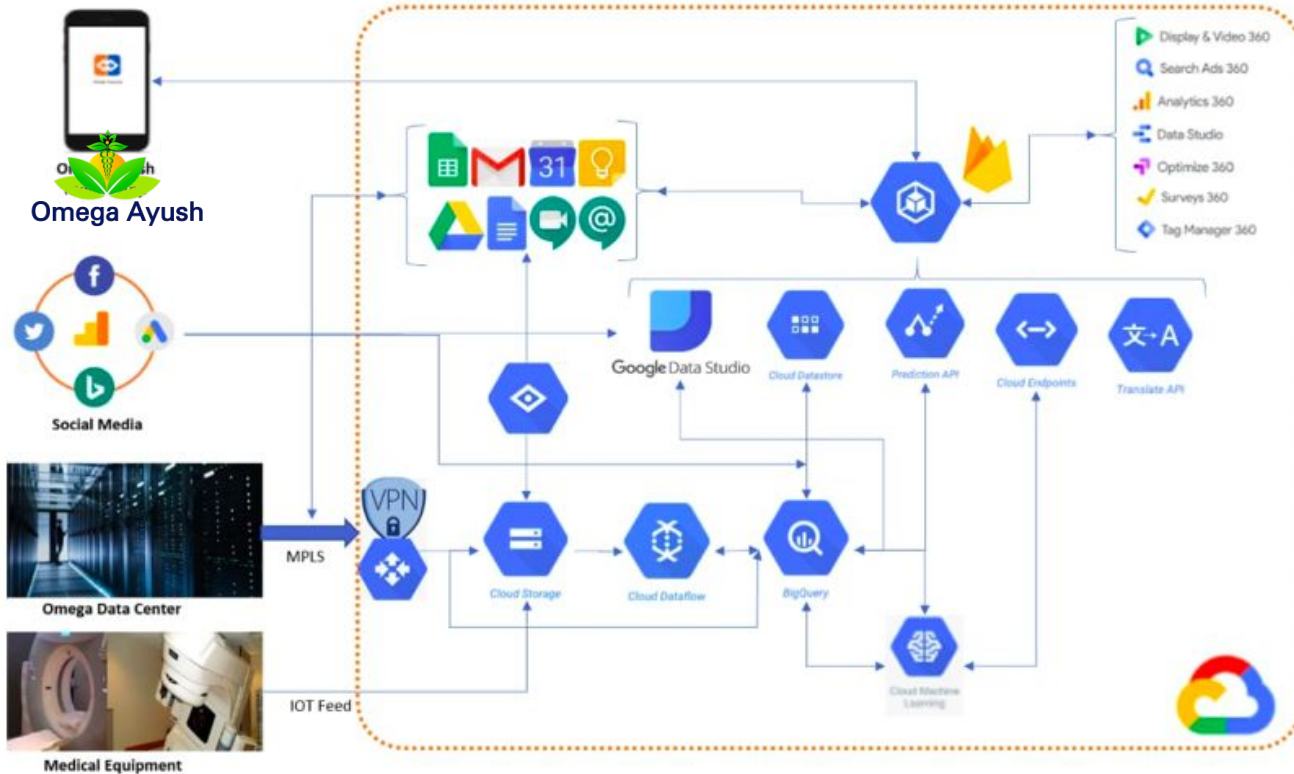 Omega Ayush
Display & Video 360
Search Ads 360
Analytics 360
Data Studio
Optimize 360
Surveys 360
Tag Manager 360
31
@
f
b
Social Media
Google Data Studio
Cloud Datastore
Prediction API
Cloud Endpoints
文→A
Translate API
VPN
MPLS
Omega Data Center
Cloud Storage
Cloud Dataflow
BigQuery
Cloud Machine
Learning
IOT Feed
Medical Equipment